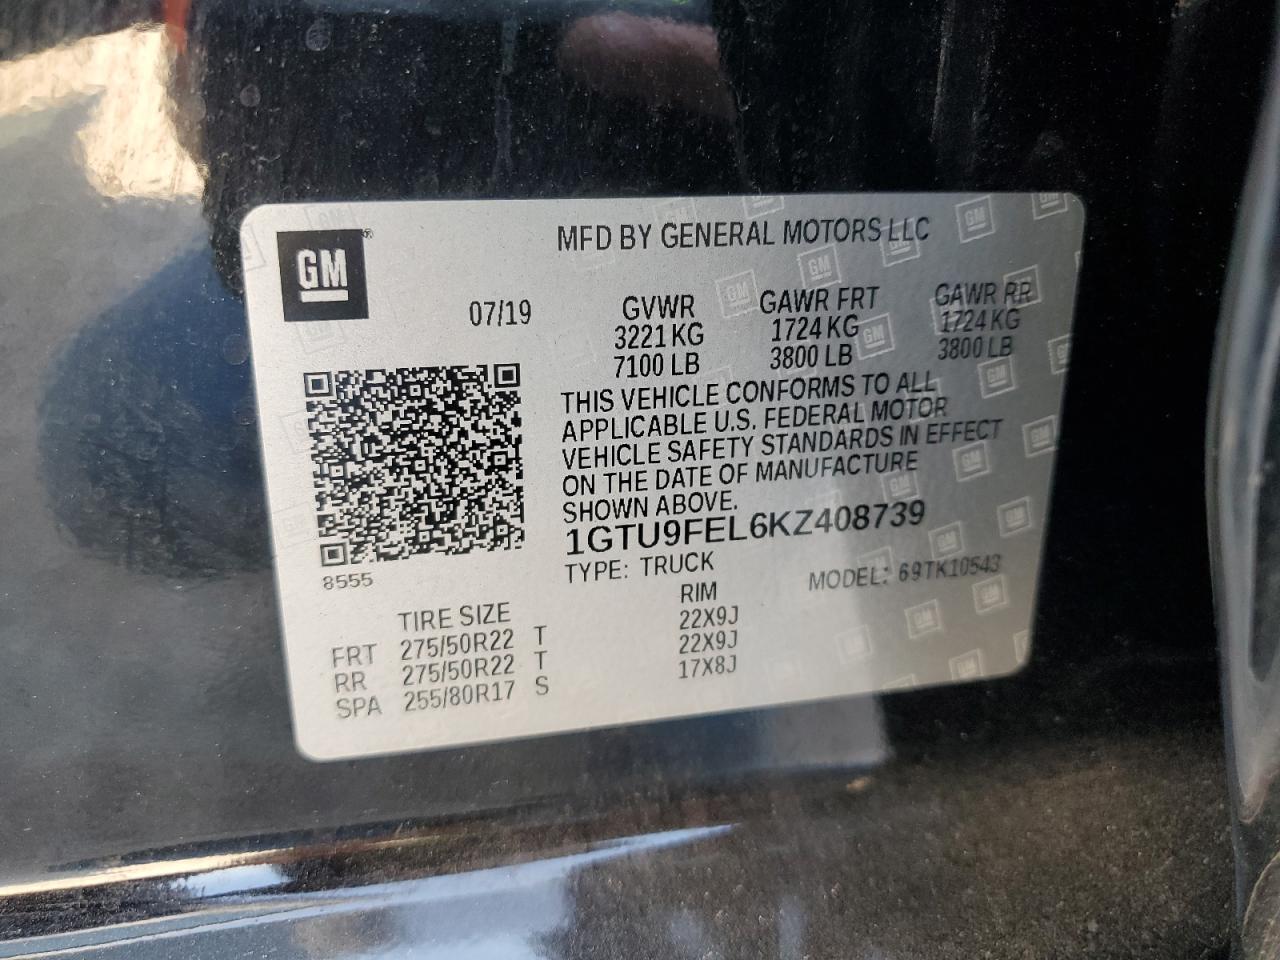 GM
MFD BY GENERAL MOTORS LLC
07/19 GVWR GAWR FRT GAWR RR
3221 KG 1724 KG 1724 KG
7100 LB 3800 LB 3800 LB
THIS VEHICLE CONFORMS TO ALL
APPLICABLE U.S. FEDERAL MOTOR
VEHICLE SAFETY STANDARDS IN EFFECT
ON THE DATE OF MANUFACTURE
SHOWN ABOVE.
1GTU9FEL6KZ408739
TYPE: TRUCK MODEL: 69TK10543
8555
TIRE SIZE RIM
FRT 275/50R22 T 22X9J
RR 275/50R22 T 22X9J
SPA 255/80R17 S 17X8J